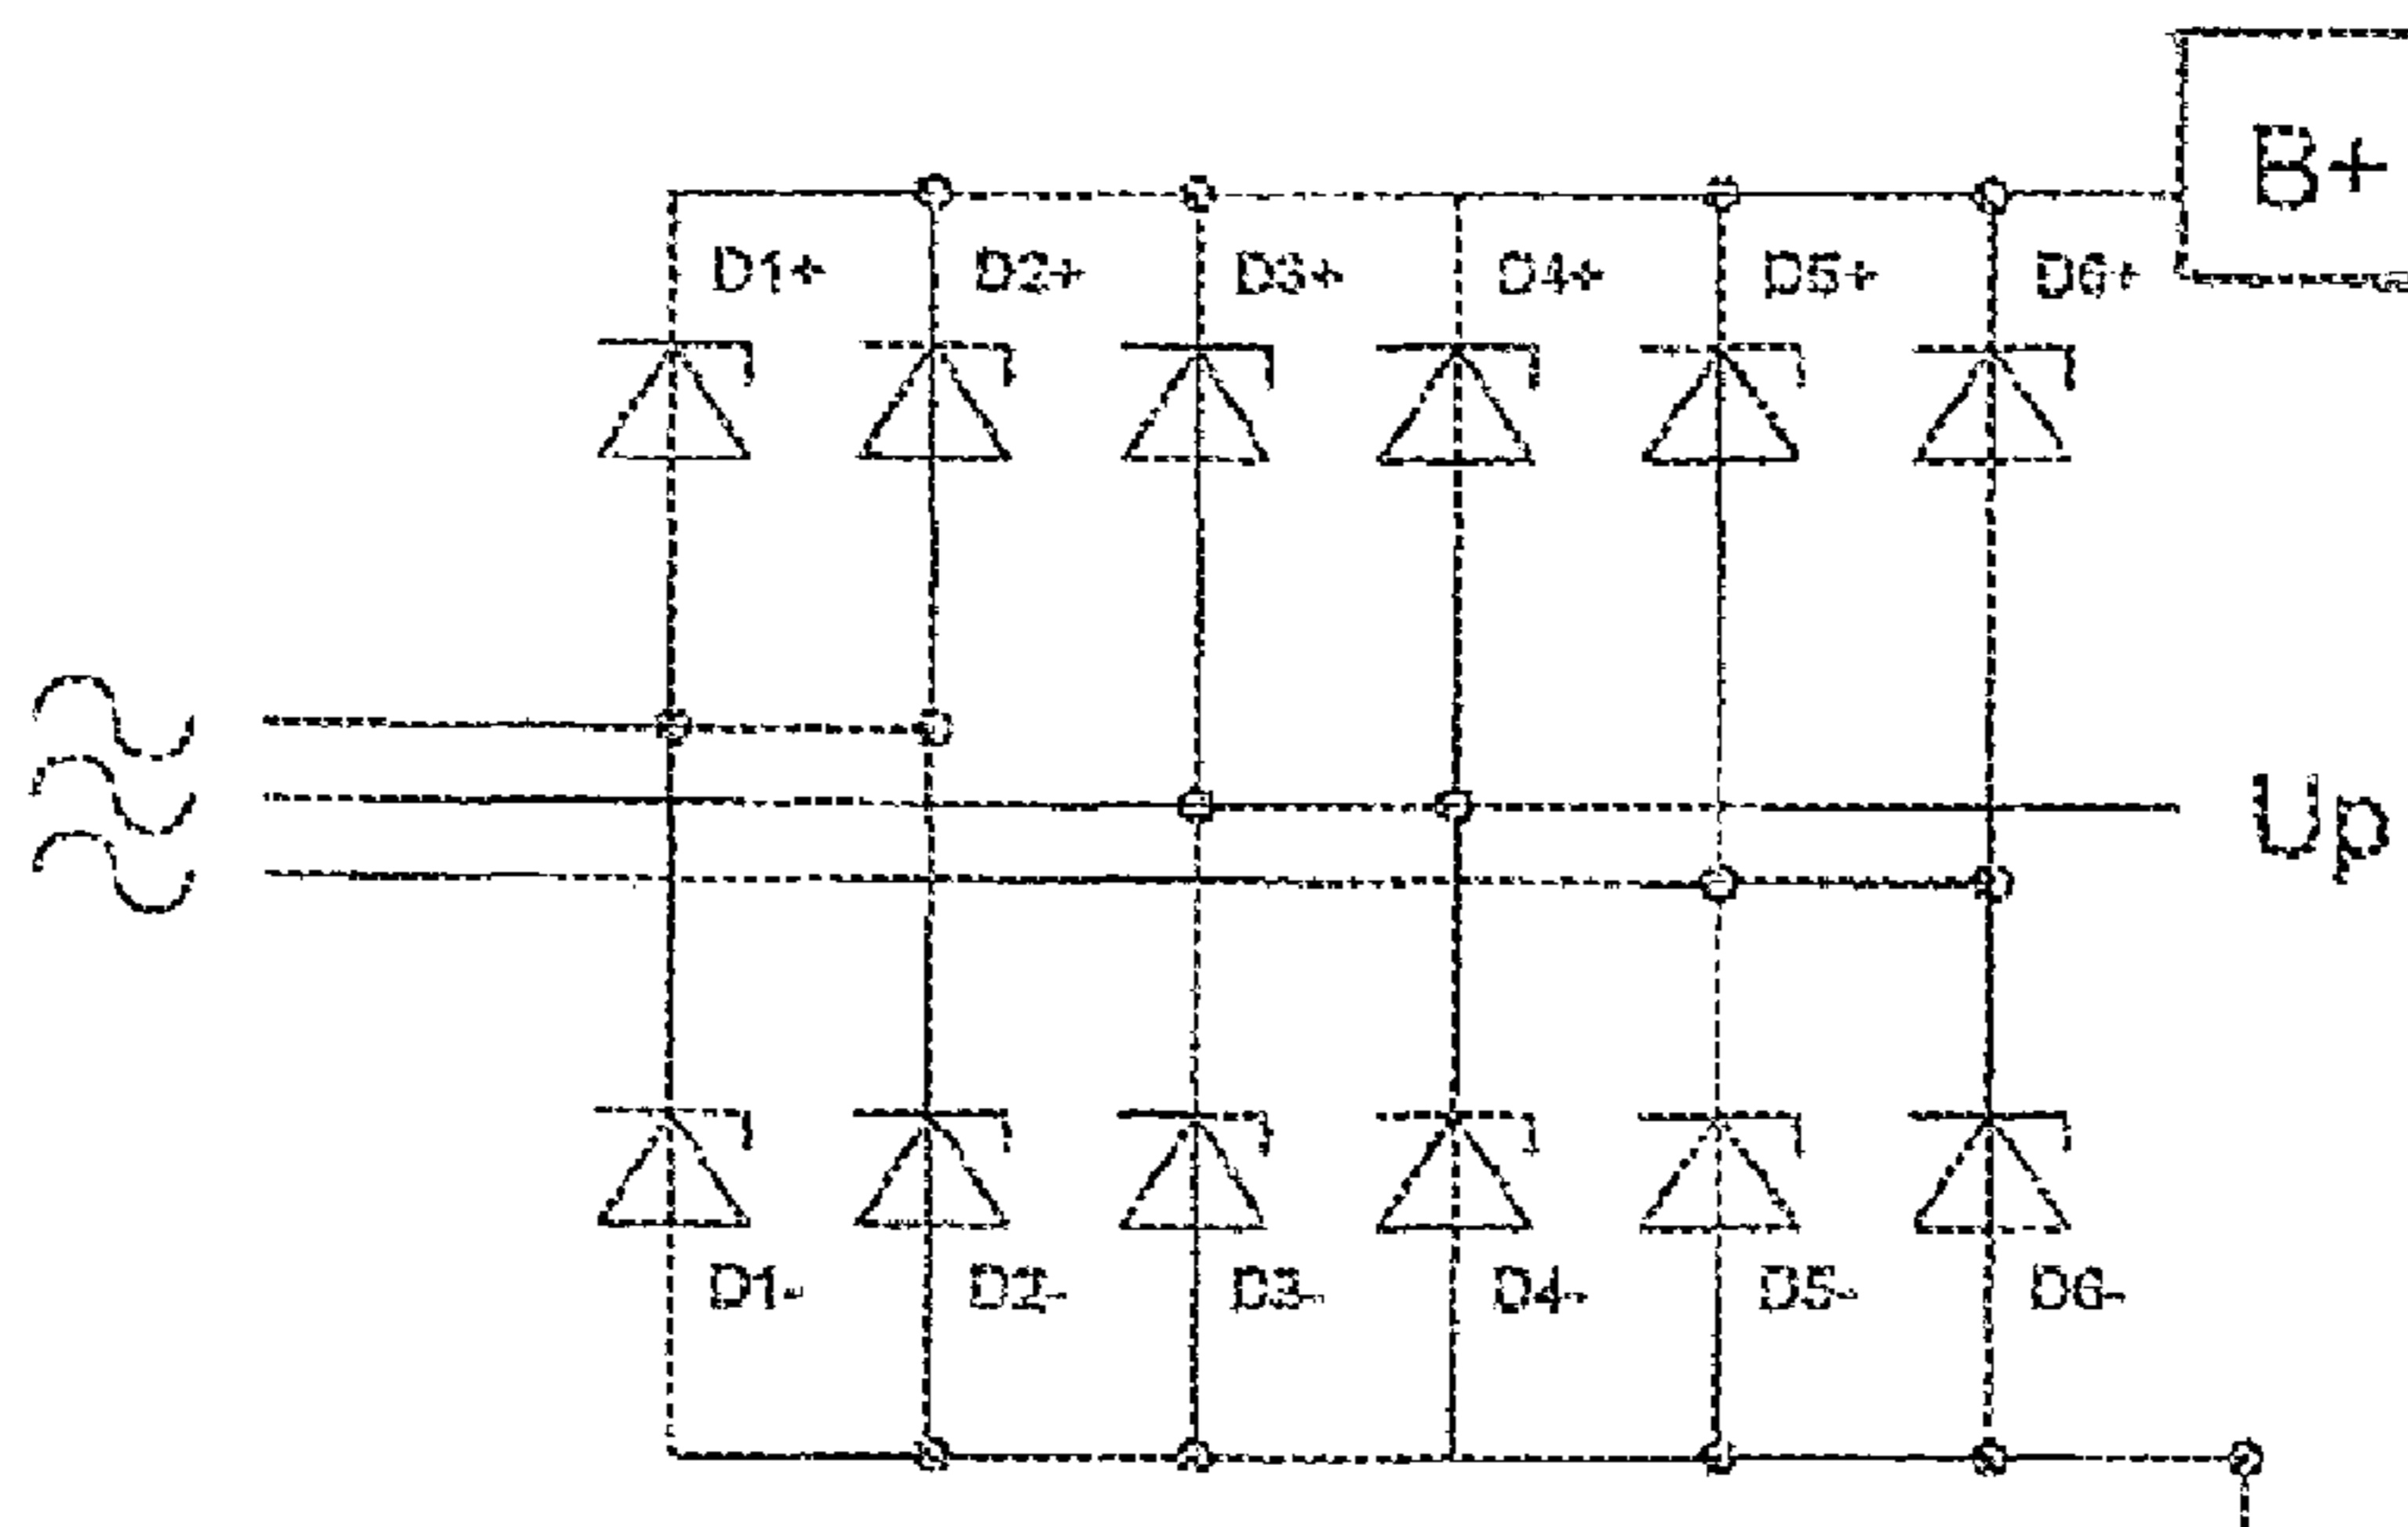 B+
D1+ D2+ D3+ D4+ D5+ D6+
Up
D1- D2- D3- D4- D5- D6-